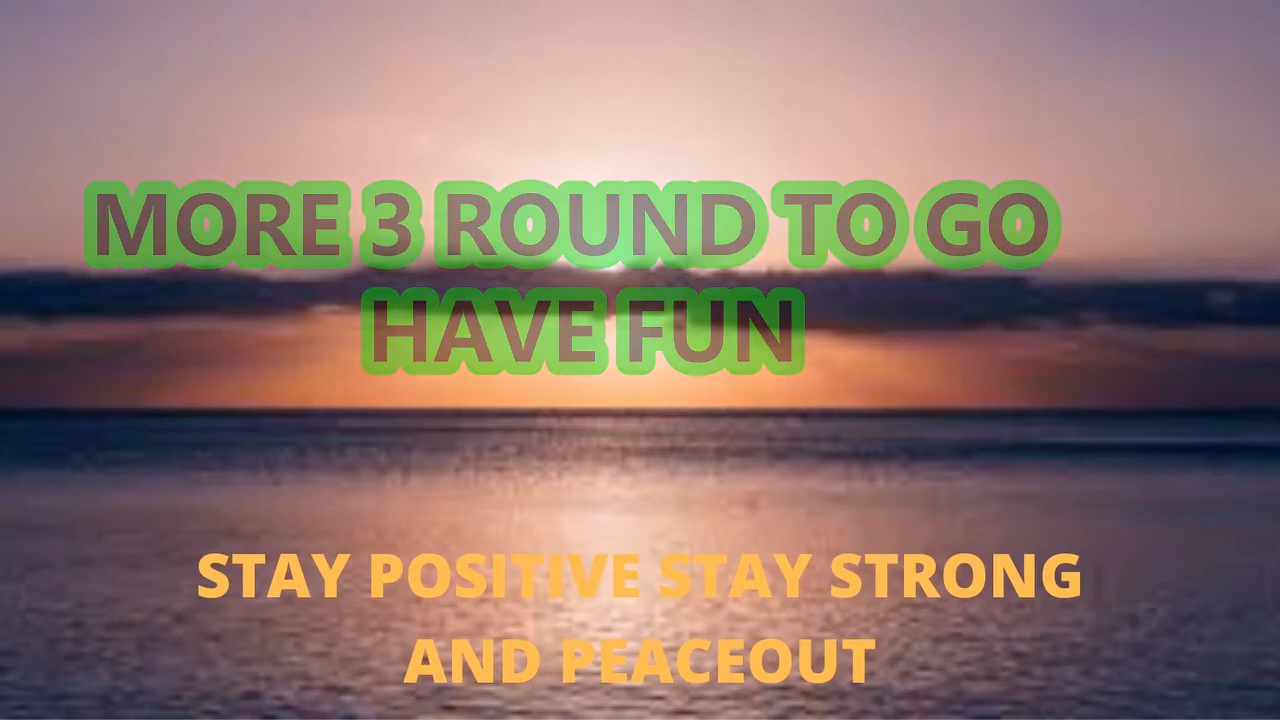 MORE 3 ROUND TO GO
HAVE FUN
STAY POSITIVE STAY STRONG
AND PEACEOUT